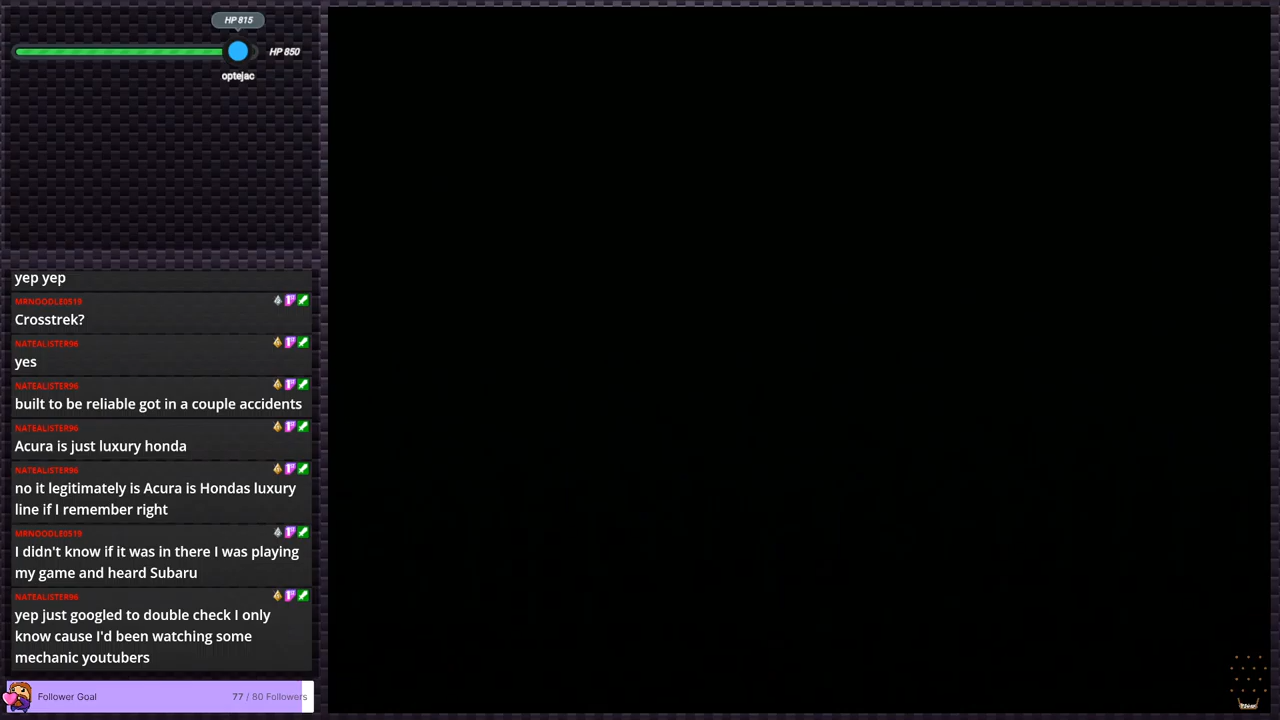 HP 815
HP 850
optejac
yep yep
MRNOODLE0519
Crosstrek?
NATEALISTER96
yes
NATEALISTER96
built to be reliable got in a couple accidents
NATEALISTER96
Acura is just luxury honda
NATEALISTER96
no it legitimately is Acura is Hondas luxury
line if I remember right
MRNOODLE0519
I didn't know if it was in there I was playing
my game and heard Subaru
NATEALISTER96
yep just googled to double check I only
know cause I'd been watching some
mechanic youtubers
Follower Goal
77 / 80 Followers